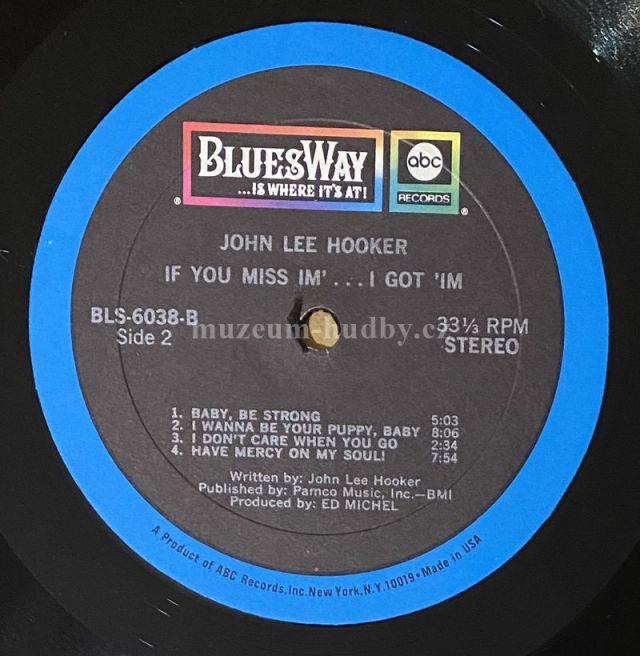 BLUESWAY
...IS WHERE IT'S AT!
®
abc
RECORDS
®
JOHN LEE HOOKER
IF YOU MISS IM'...I GOT 'IM
BLS-6038-B
Side 2
33⅓ RPM
STEREO
muzeum-hudby.cz
1. BABY, BE STRONG 5:03
2. I WANNA BE YOUR PUPPY, BABY 8:06
3. I DON'T CARE WHEN YOU GO 2:34
4. HAVE MERCY ON MY SOUL! 7:54
Written by: John Lee Hooker
Published by: Pamco Music, Inc.—BMI
Produced by: ED MICHEL
A Product of ABC Records, Inc. New York, N.Y. 10019 • Made in USA